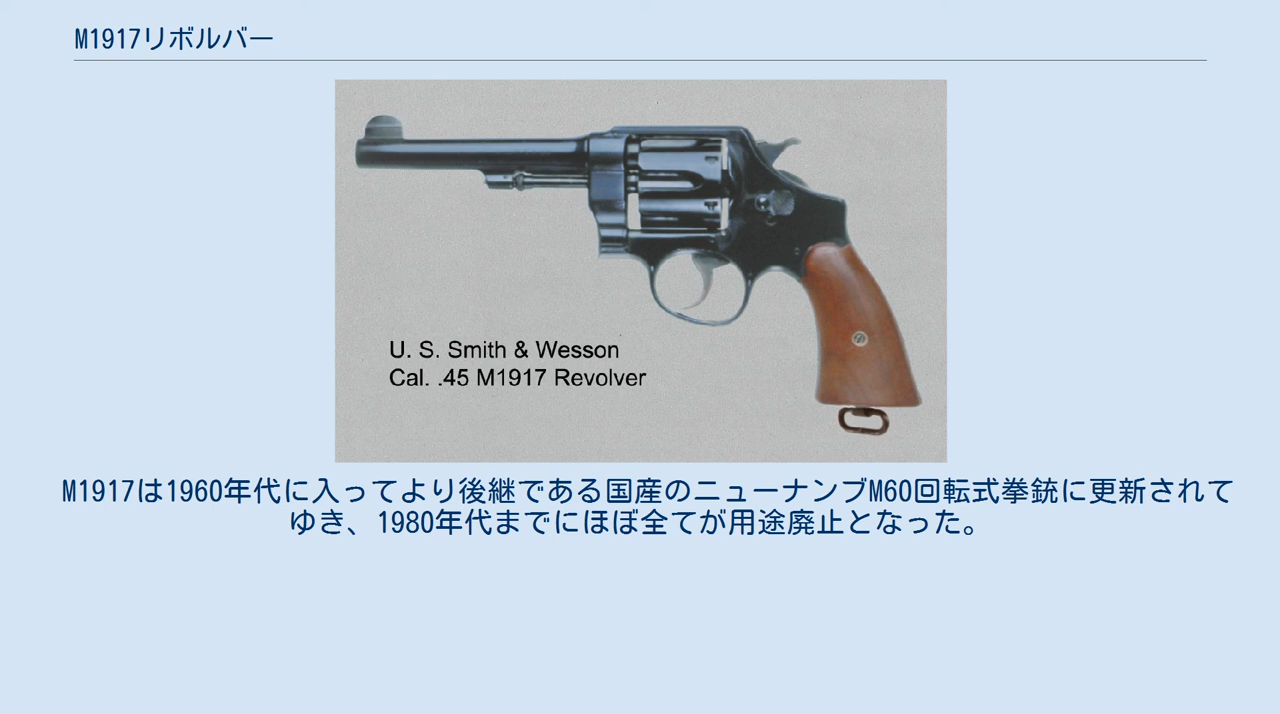 M1917リボルバー
U. S. Smith & Wesson
Cal. .45 M1917 Revolver
M1917は1960年代に入ってより後継である国産のニューナンブM60回転式拳銃に更新されて
ゆき、1980年代までにほぼ全てが用途廃止となった。